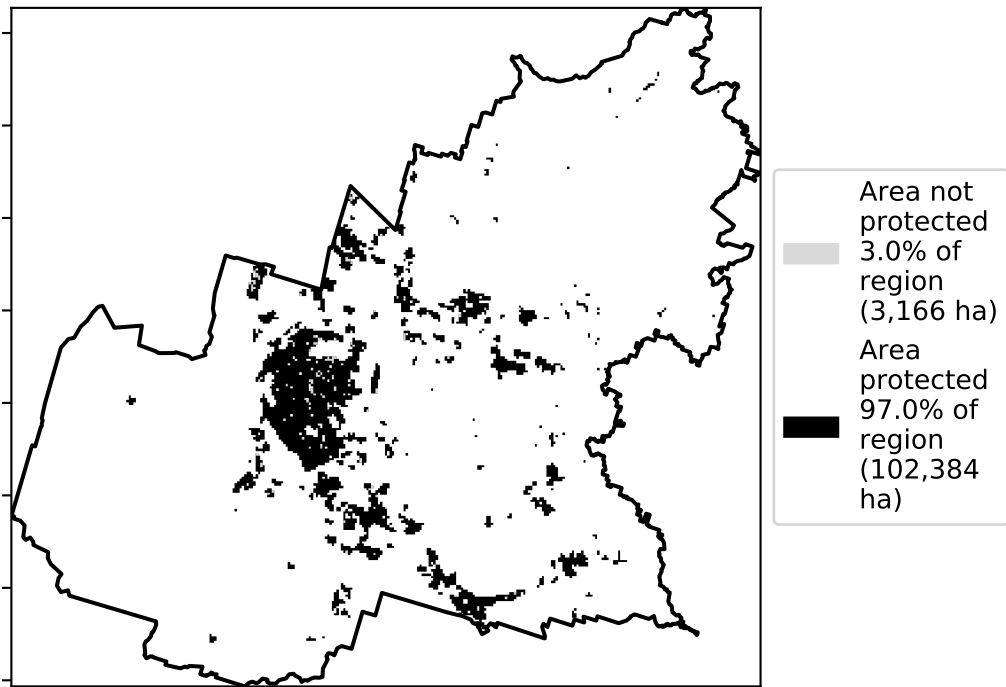 Area not
protected
3.0% of
region
(3,166 ha)
Area
protected
97.0% of
region
(102,384
ha)